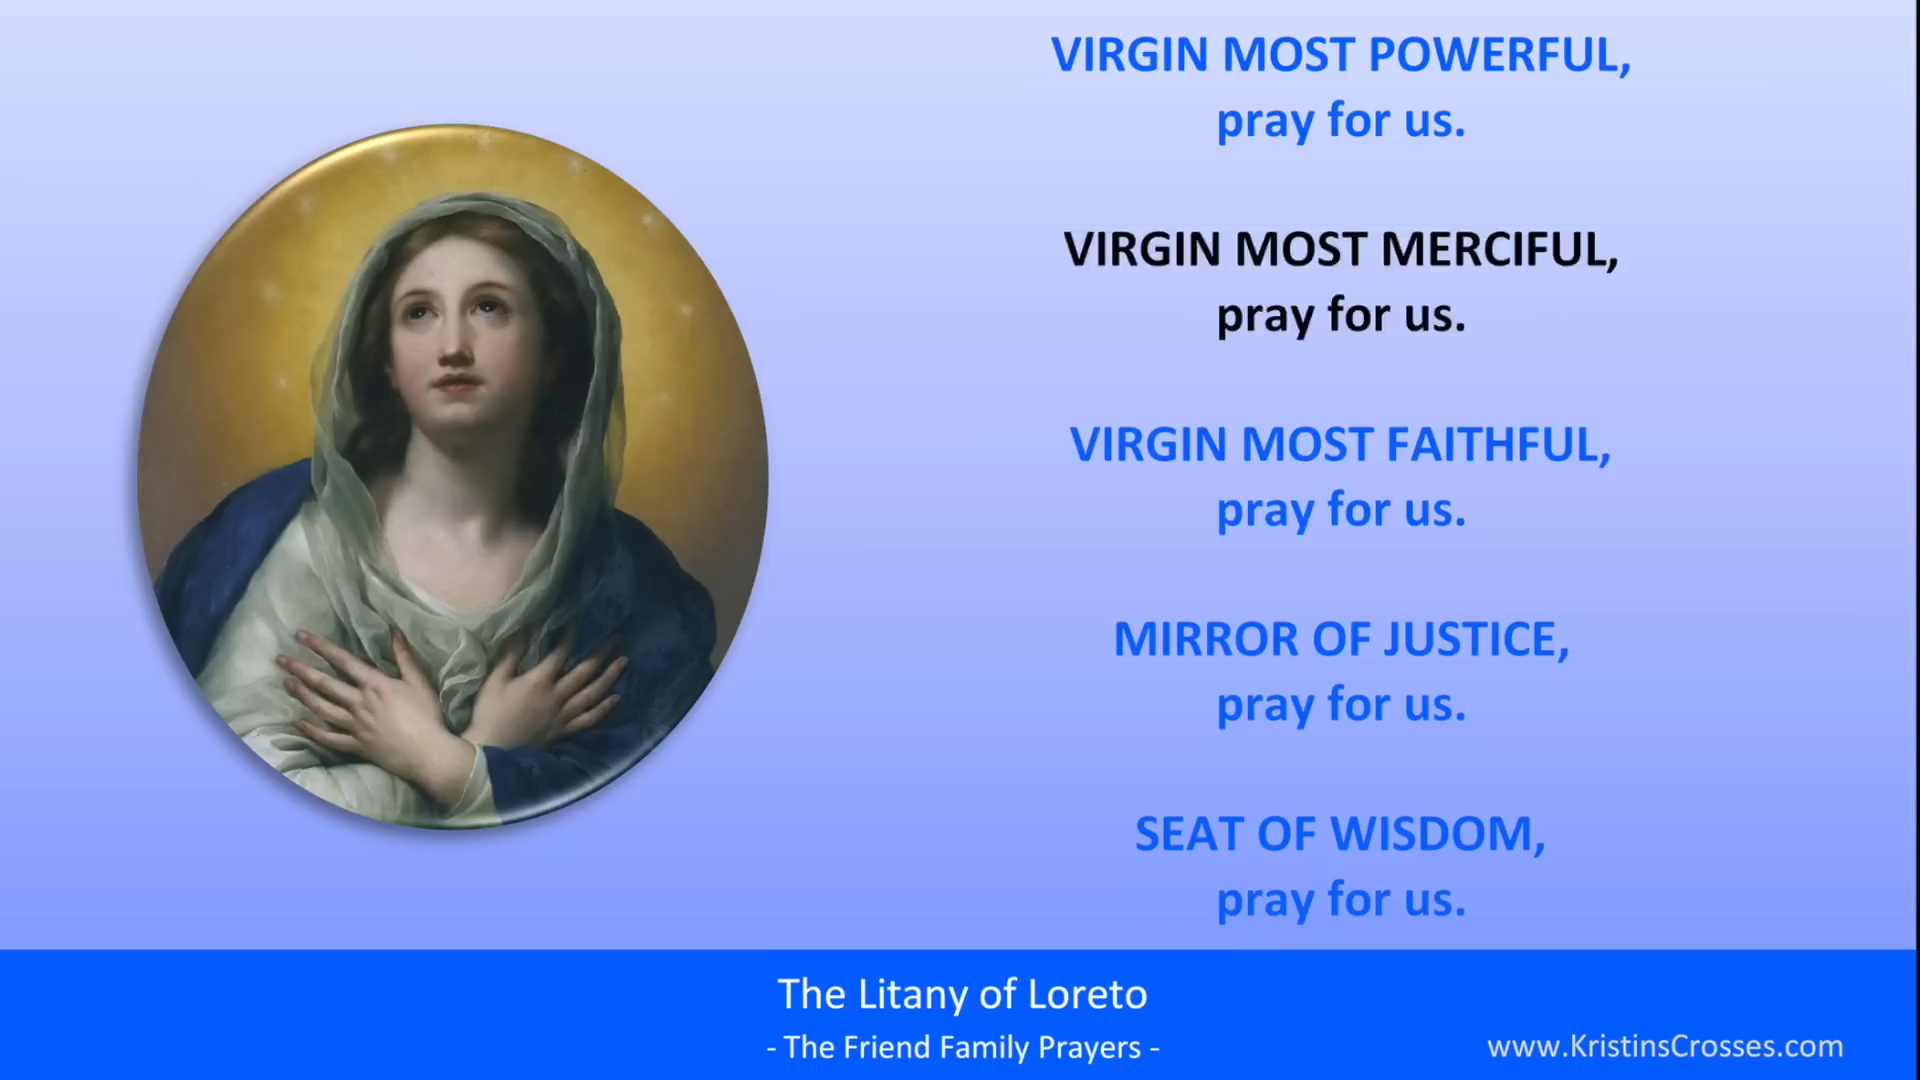 VIRGIN MOST POWERFUL,
pray for us.
VIRGIN MOST MERCIFUL,
pray for us.
VIRGIN MOST FAITHFUL,
pray for us.
MIRROR OF JUSTICE,
pray for us.
SEAT OF WISDOM,
pray for us.
The Litany of Loreto
- The Friend Family Prayers -
www.KristinsCrosses.com